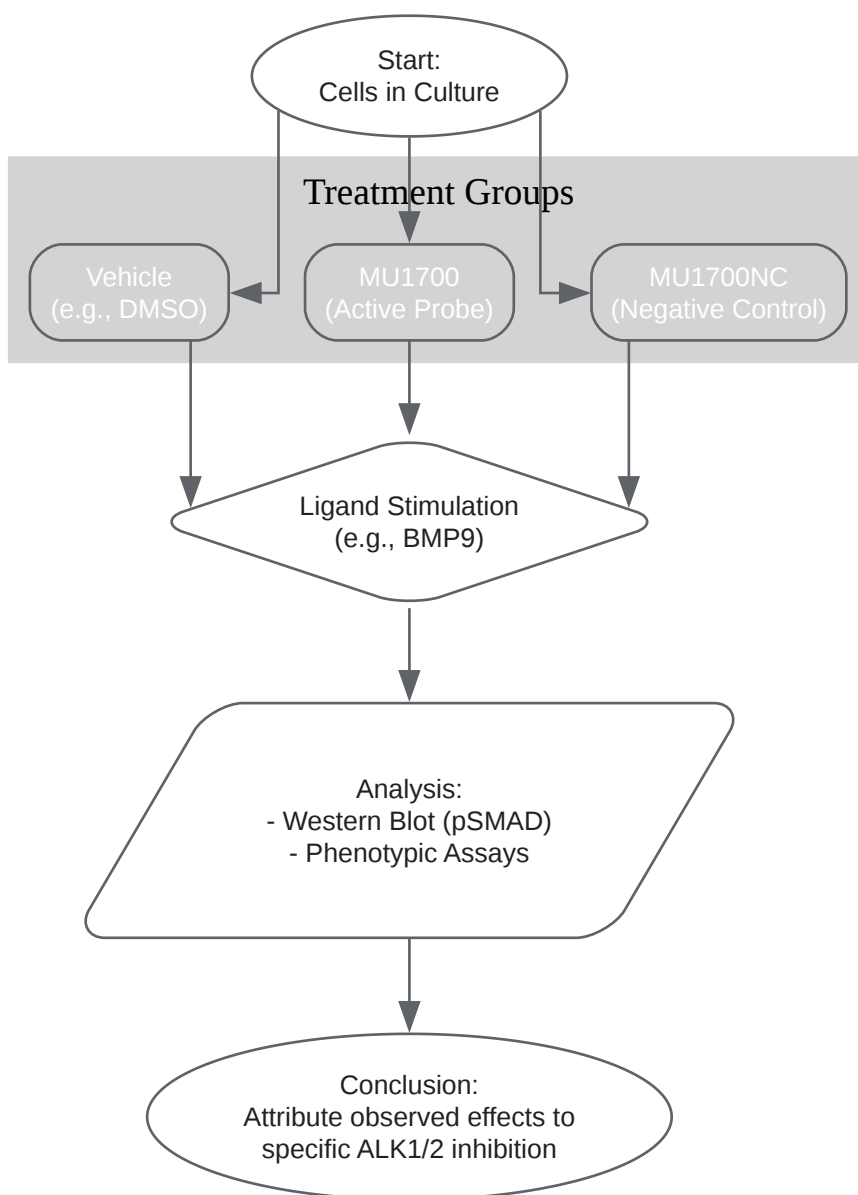 Start:
Cells in Culture
Treatment Groups
Vehicle
(e.g., DMSO)
MU1700
(Active Probe)
MU1700NC
(Negative Control)
Ligand Stimulation
(e.g., BMP9)
Analysis:
- Western Blot (pSMAD)
- Phenotypic Assays
Conclusion:
Attribute observed effects to
specific ALK1/2 inhibition